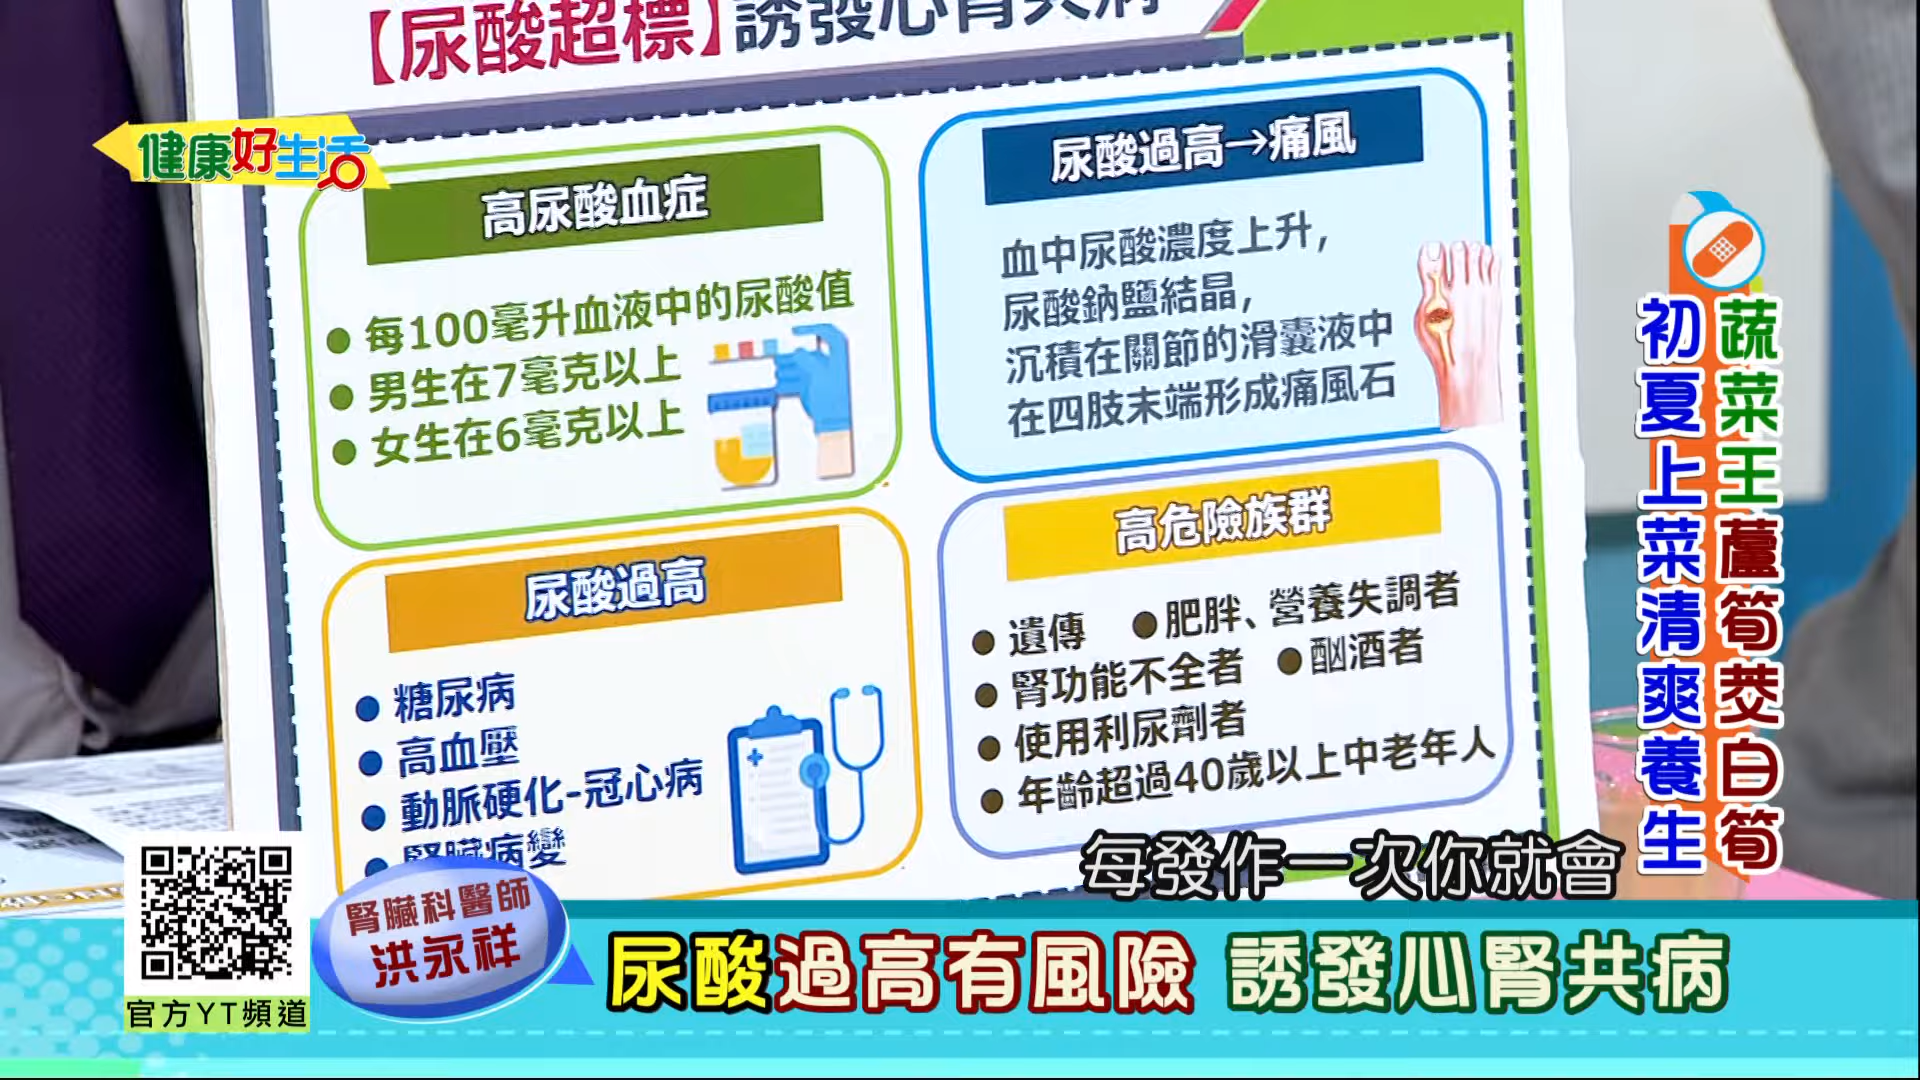 【尿酸超標】誘發心腎共病
健康好生活
高尿酸血症
● 每100毫升血液中的尿酸值
● 男生在7毫克以上
● 女生在6毫克以上
尿酸過高→痛風
血中尿酸濃度上升,
尿酸鈉鹽結晶,
沉積在關節的滑囊液中
在四肢末端形成痛風石
尿酸過高
● 糖尿病
● 高血壓
● 動脈硬化-冠心病
● 腎臟病變
高危險族群
● 遺傳 ●肥胖、營養失調者
● 腎功能不全者 ●酗酒者
● 使用利尿劑者
● 年齡超過40歲以上中老年人
蔬菜王蘆筍茭白筍
初夏上菜清爽養生
每發作一次你就會
官方YT頻道
腎臟科醫師
洪永祥
尿酸過高有風險 誘發心腎共病